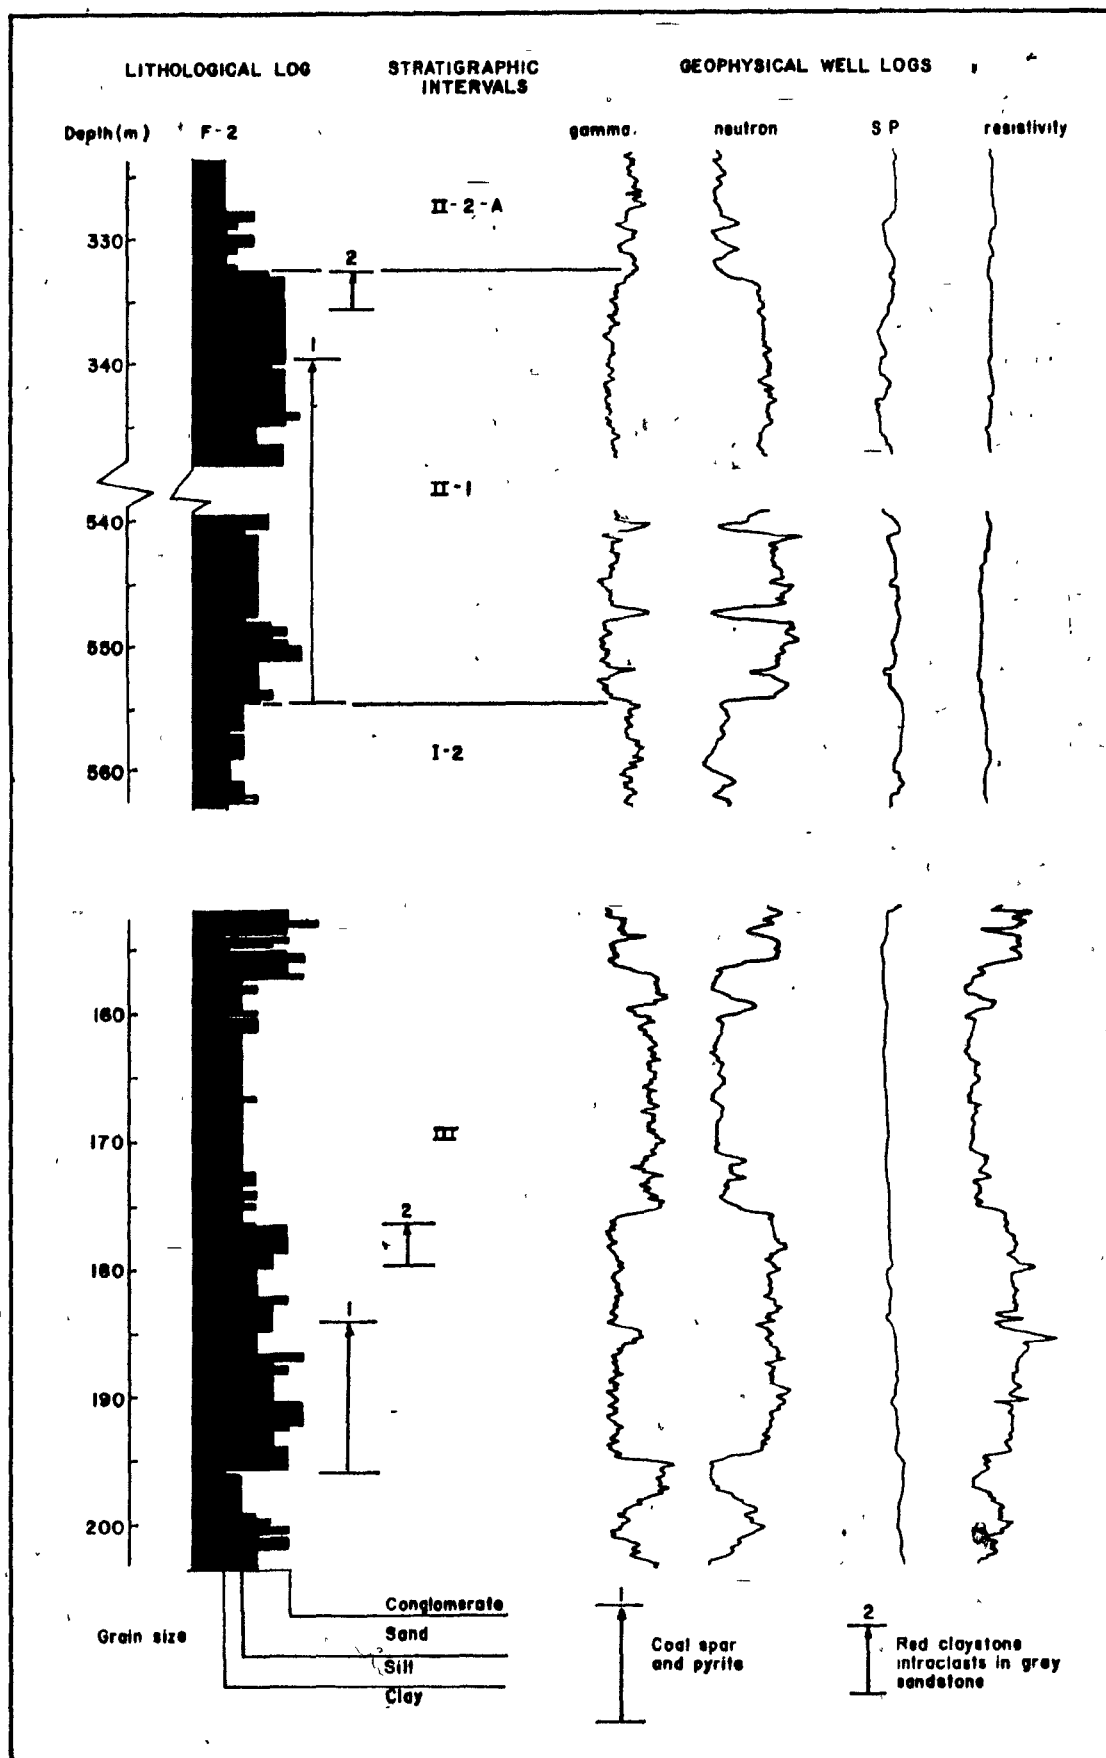 LITHOLOGICAL LOG
STRATIGRAPHIC
INTERVALS
GEOPHYSICAL WELL LOGS
Depth (m)
F-2
gamma
neutron
SP
resistivity
II-2-A
330
2
340
1
II-1
540
550
I-2
560
160
170
III
2
180
1
190
200
Grain size
Conglomerate
Sand
Silt
Clay
1
Coal spar
and pyrite
2
Red claystone
intraclasts in grey
sandstone